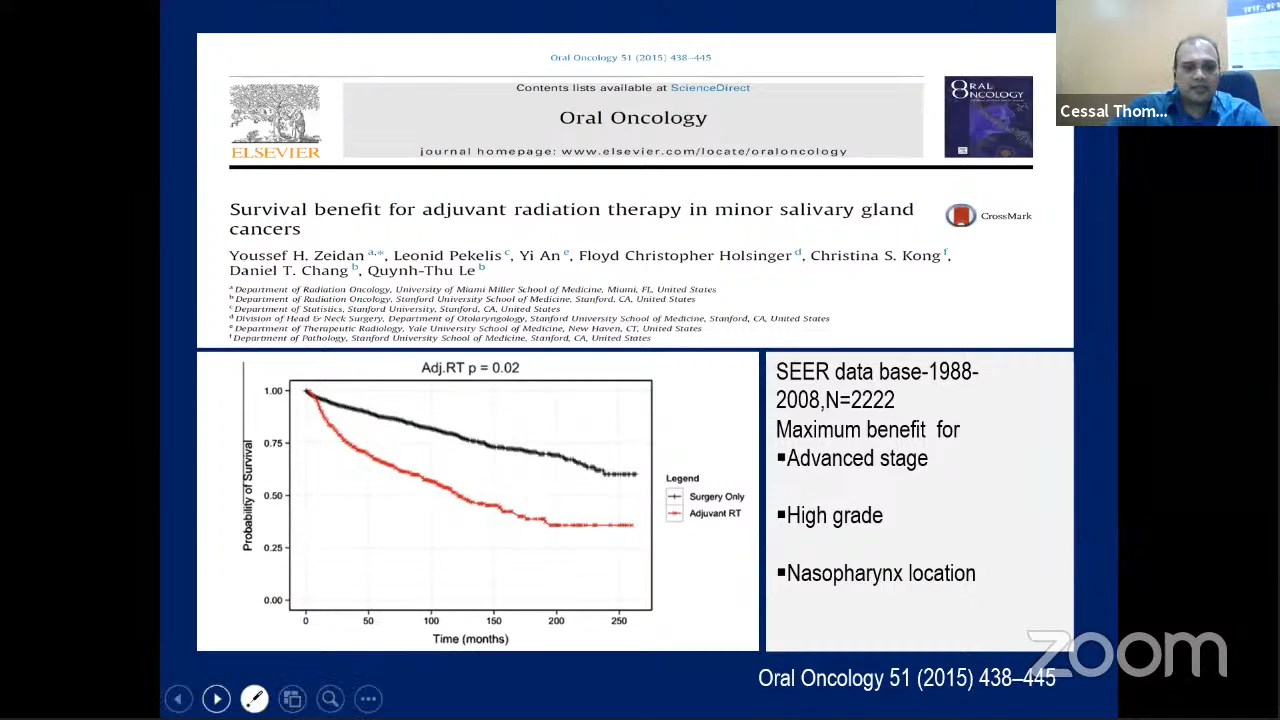 Oral Oncology 51 (2015) 438–445
Contents lists available at ScienceDirect
Oral Oncology
journal homepage: www.elsevier.com/locate/oraloncology
ELSEVIER
ORAL
ONCOLOGY
Cessal Thom...
Survival benefit for adjuvant radiation therapy in minor salivary gland
cancers
CrossMark
Youssef H. Zeidan a,*, Leonid Pekelis c, Yi An e, Floyd Christopher Holsinger d, Christina S. Kong f,
Daniel T. Chang b, Quynh-Thu Le b
a Department of Radiation Oncology, University of Miami Miller School of Medicine, Miami, FL, United States
b Department of Radiation Oncology, Stanford University School of Medicine, Stanford, CA, United States
c Department of Statistics, Stanford University, Stanford, CA, United States
d Division of Head & Neck Surgery, Department of Otolaryngology, Stanford University School of Medicine, Stanford, CA, United States
e Department of Therapeutic Radiology, Yale University School of Medicine, New Haven, CT, United States
f Department of Pathology, Stanford University School of Medicine, Stanford, CA, United States
Adj.RT p = 0.02
1.00
0.75
0.50
0.25
0.00
Probability of Survival
0 50 100 150 200 250
Time (months)
Legend
Surgery Only
Adjuvant RT
SEER data base-1988-
2008,N=2222
Maximum benefit for
▪Advanced stage
▪High grade
▪Nasopharynx location
zoom
Oral Oncology 51 (2015) 438–445